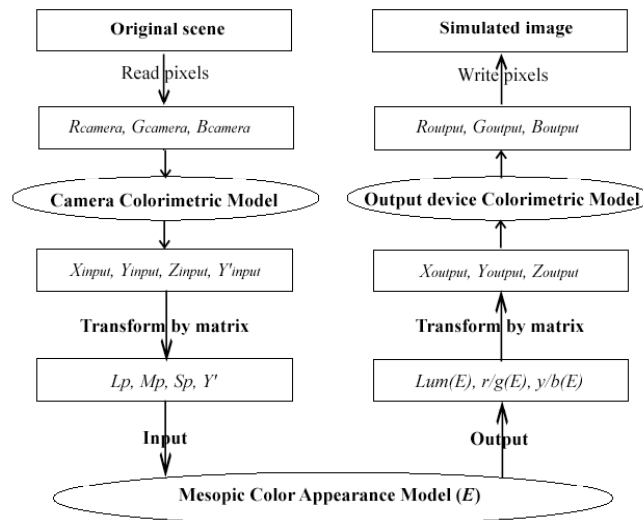 Original scene
Read pixels
Rcamera, Gcamera, Bcamera
Camera Colorimetric Model
Xinput, Yinput, Zinput, Y'input
Transform by matrix
Lp, Mp, Sp, Y'
Input
Mesopic Color Appearance Model (E)
Output
Lum(E), r/g(E), y/b(E)
Transform by matrix
Xoutput, Youtput, Zoutput
Output device Colorimetric Model
Routput, Goutput, Boutput
Write pixels
Simulated image